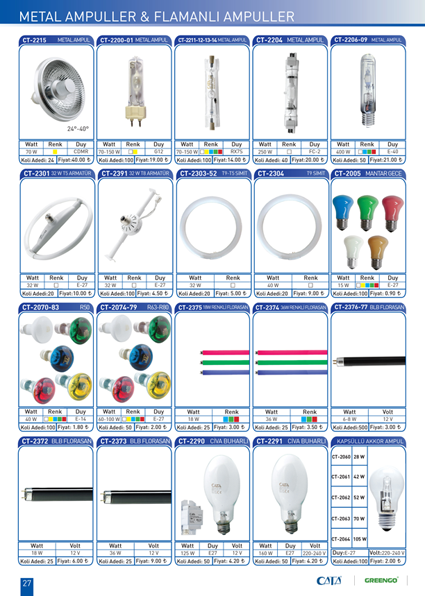 METAL AMPULLER & FLAMANLI AMPULLER
CT-2215 METAL AMPUL
24°-40°
Watt Renk Duy
70 W CDMR
Koli Adedi: 24 Fiyat: 40.00 ₺
CT-2200-01 METAL AMPUL
Watt Renk Duy
70-150 W G12
Koli Adedi: 100 Fiyat: 19.00 ₺
CT-2211-12-13-14 METAL AMPUL
Watt Renk Duy
70-150 W RX7S
Koli Adedi: 100 Fiyat: 14.00 ₺
CT-2204 METAL AMPUL
Watt Renk Duy
250 W FC-2
Koli Adedi: 40 Fiyat: 20.00 ₺
CT-2206-09 METAL AMPUL
Watt Renk Duy
400 W E-40
Koli Adedi: 50 Fiyat: 21.00 ₺
CT-2301 32 W T5 ARMATÜR
Watt Renk Duy
32 W E-27
Koli Adedi: 20 Fiyat: 10.00 ₺
CT-2391 32 W T8 ARMATÜR
Watt Renk Duy
32 W E-27
Koli Adedi: 100 Fiyat: 4.50 ₺
CT-2303-52 T9-T5 SİMİT
Watt Renk
32 W
Koli Adedi: 20 Fiyat: 5.00 ₺
CT-2304 T9 SİMİT
Watt Renk
40 W
Koli Adedi: 20 Fiyat: 9.00 ₺
CT-2005 MANTAR GECE
Watt Renk Duy
15 W E-27
Koli Adedi: 100 Fiyat: 0.90 ₺
CT-2070-83 R50
Watt Renk Duy
40 W E-14
Koli Adedi: 100 Fiyat: 1.80 ₺
CT-2074-79 R63-R80
Watt Renk Duy
60-100 W E-27
Koli Adedi: 50 Fiyat: 2.00 ₺
CT-2375 18W RENKLİ FLORASAN
Watt Renk
18 W
Koli Adedi: 25 Fiyat: 3.00 ₺
CT-2374 36W RENKLİ FLORASAN
Watt Renk
36 W
Koli Adedi: 25 Fiyat: 3.50 ₺
CT-2376-77 BLB FLORASAN
Watt Volt
6-8 W 12 V
Koli Adedi: 500 Fiyat: 3.00 ₺
CT-2372 BLB FLORASAN
Watt Volt
18 W 12 V
Koli Adedi: 25 Fiyat: 6.00 ₺
CT-2373 BLB FLORASAN
Watt Volt
36 W 12 V
Koli Adedi: 25 Fiyat: 9.00 ₺
CT-2290 CİVA BUHARLI
Watt Duy Volt
125 W E27 12 V
Koli Adedi: 50 Fiyat: 4.20 ₺
CT-2291 CİVA BUHARLI
Watt Duy Volt
160 W E27 220-240 V
Koli Adedi: 50 Fiyat: 4.20 ₺
KAPSÜLLÜ AKKOR AMPUL
CT-2060 28 W
CT-2061 42 W
CT-2062 52 W
CT-2063 70 W
CT-2064 105 W
Duy: E-27 Volt: 220-240 V
Koli Adedi: 100 Fiyat: 2.00 ₺
27
CATA GREENGO